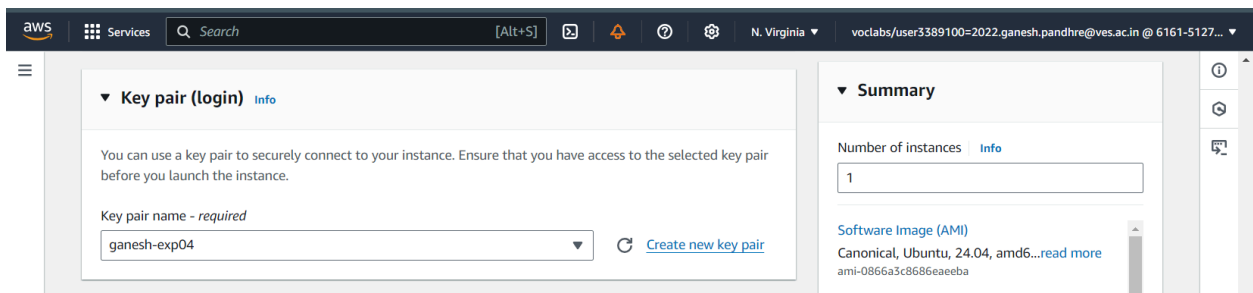 aws
Services
Search [Alt+S]
N. Virginia
voclabs/user3389100=2022.ganesh.pandhre@ves.ac.in @ 6161-5127...
Key pair (login) Info
You can use a key pair to securely connect to your instance. Ensure that you have access to the selected key pair
before you launch the instance.
Key pair name - required
ganesh-exp04
Create new key pair
Summary
Number of instances Info
1
Software Image (AMI)
Canonical, Ubuntu, 24.04, amd6...read more
ami-0866a3c8686eaeeba